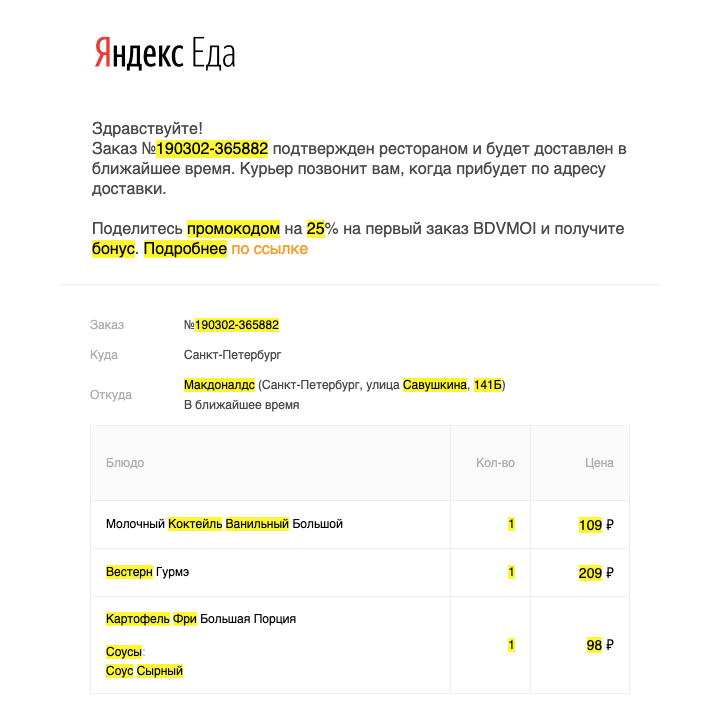 Яндекс Еда
Здравствуйте!
Заказ №190302-365882 подтвержден рестораном и будет доставлен в
ближайшее время. Курьер позвонит вам, когда прибудет по адресу
доставки.
Поделитесь промокодом на 25% на первый заказ BDVMOI и получите
бонус. Подробнее по ссылке
Заказ №190302-365882
Куда Санкт-Петербург
Откуда Макдоналдс (Санкт-Петербург, улица Савушкина, 141Б)
В ближайшее время
Блюдо Кол-во Цена
Молочный Коктейль Ванильный Большой 1 109 ₽
Вестерн Гурмэ 1 209 ₽
Картофель Фри Большая Порция
1 98 ₽
Соусы:
Соус Сырный